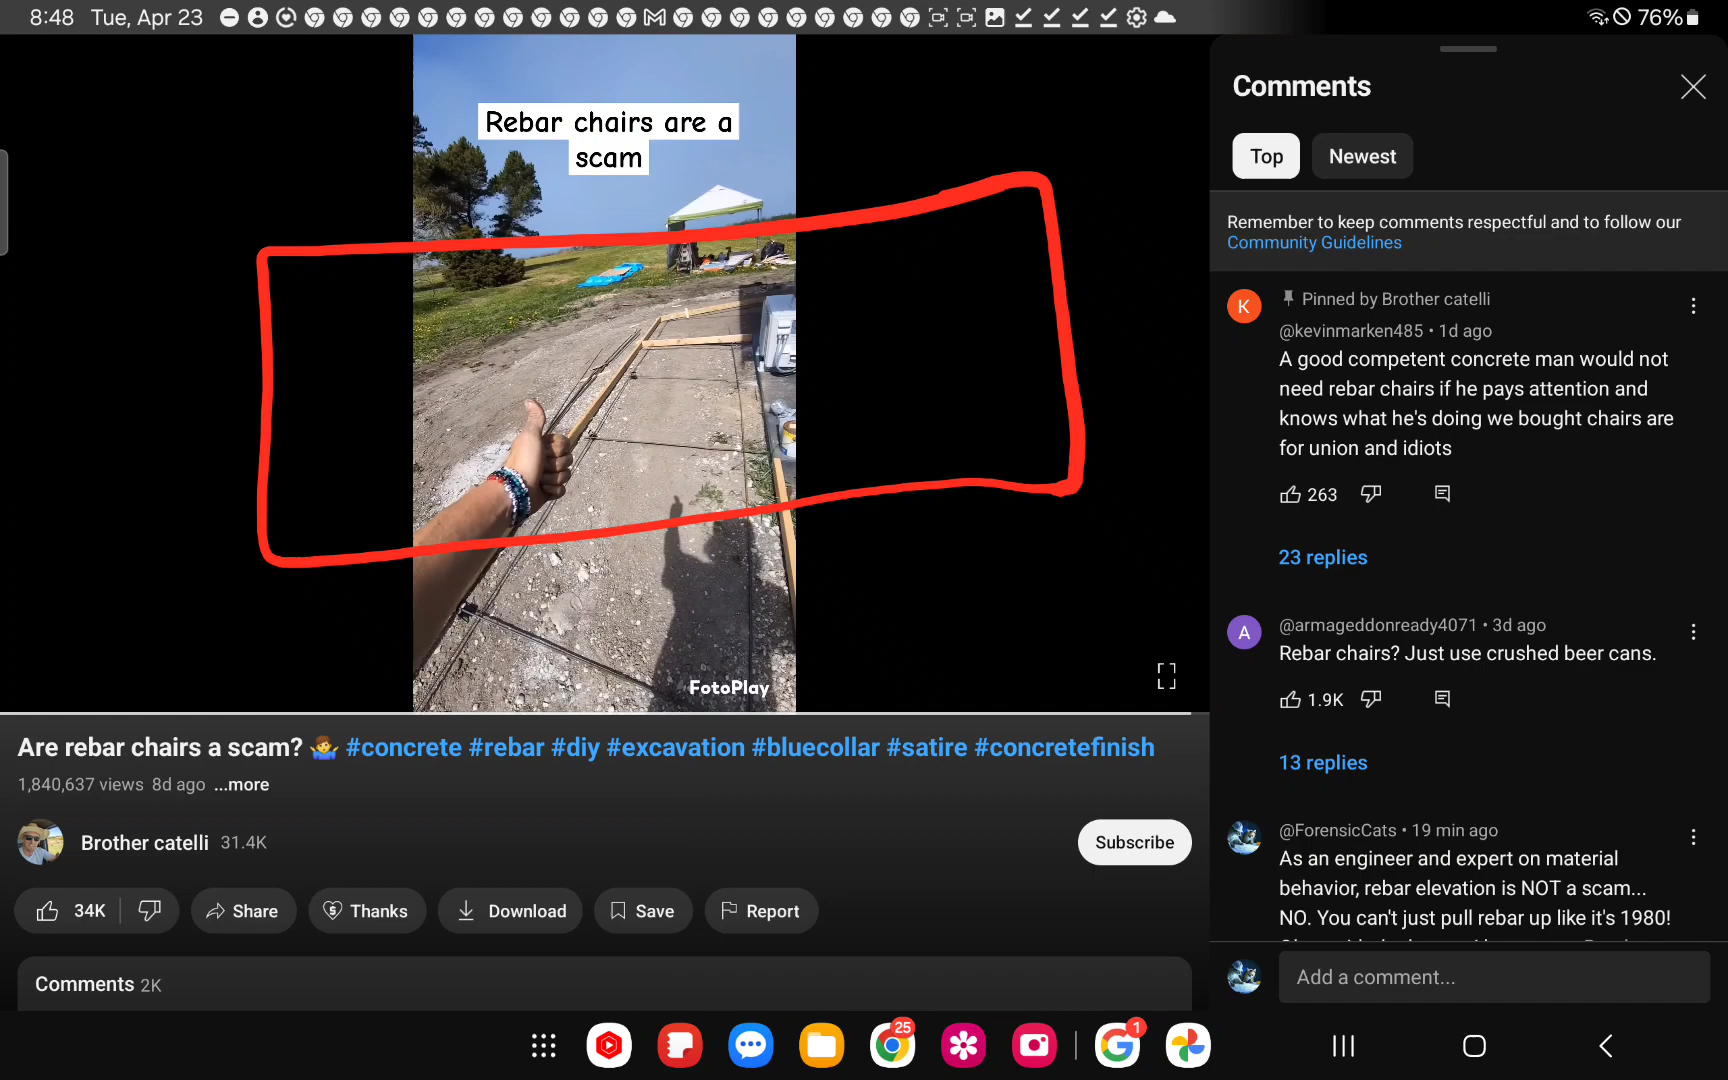 8:48 Tue, Apr 23
76%
Rebar chairs are a
scam
FotoPlay
Are rebar chairs a scam? 🤷‍♂️ #concrete #rebar #diy #excavation #bluecollar #satire #concretefinish
1,840,637 views 8d ago ...more
Brother catelli 31.4K
Subscribe
34K
Share
Thanks
Download
Save
Report
Comments 2K
Comments
Top
Newest
Remember to keep comments respectful and to follow our
Community Guidelines
K
Pinned by Brother catelli
@kevinmarken485 • 1d ago
A good competent concrete man would not
need rebar chairs if he pays attention and
knows what he's doing we bought chairs are
for union and idiots
263
23 replies
A
@armageddonready4071 • 3d ago
Rebar chairs? Just use crushed beer cans.
1.9K
13 replies
@ForensicCats • 19 min ago
As an engineer and expert on material
behavior, rebar elevation is NOT a scam...
NO. You can't just pull rebar up like it's 1980!
Add a comment...
25
1